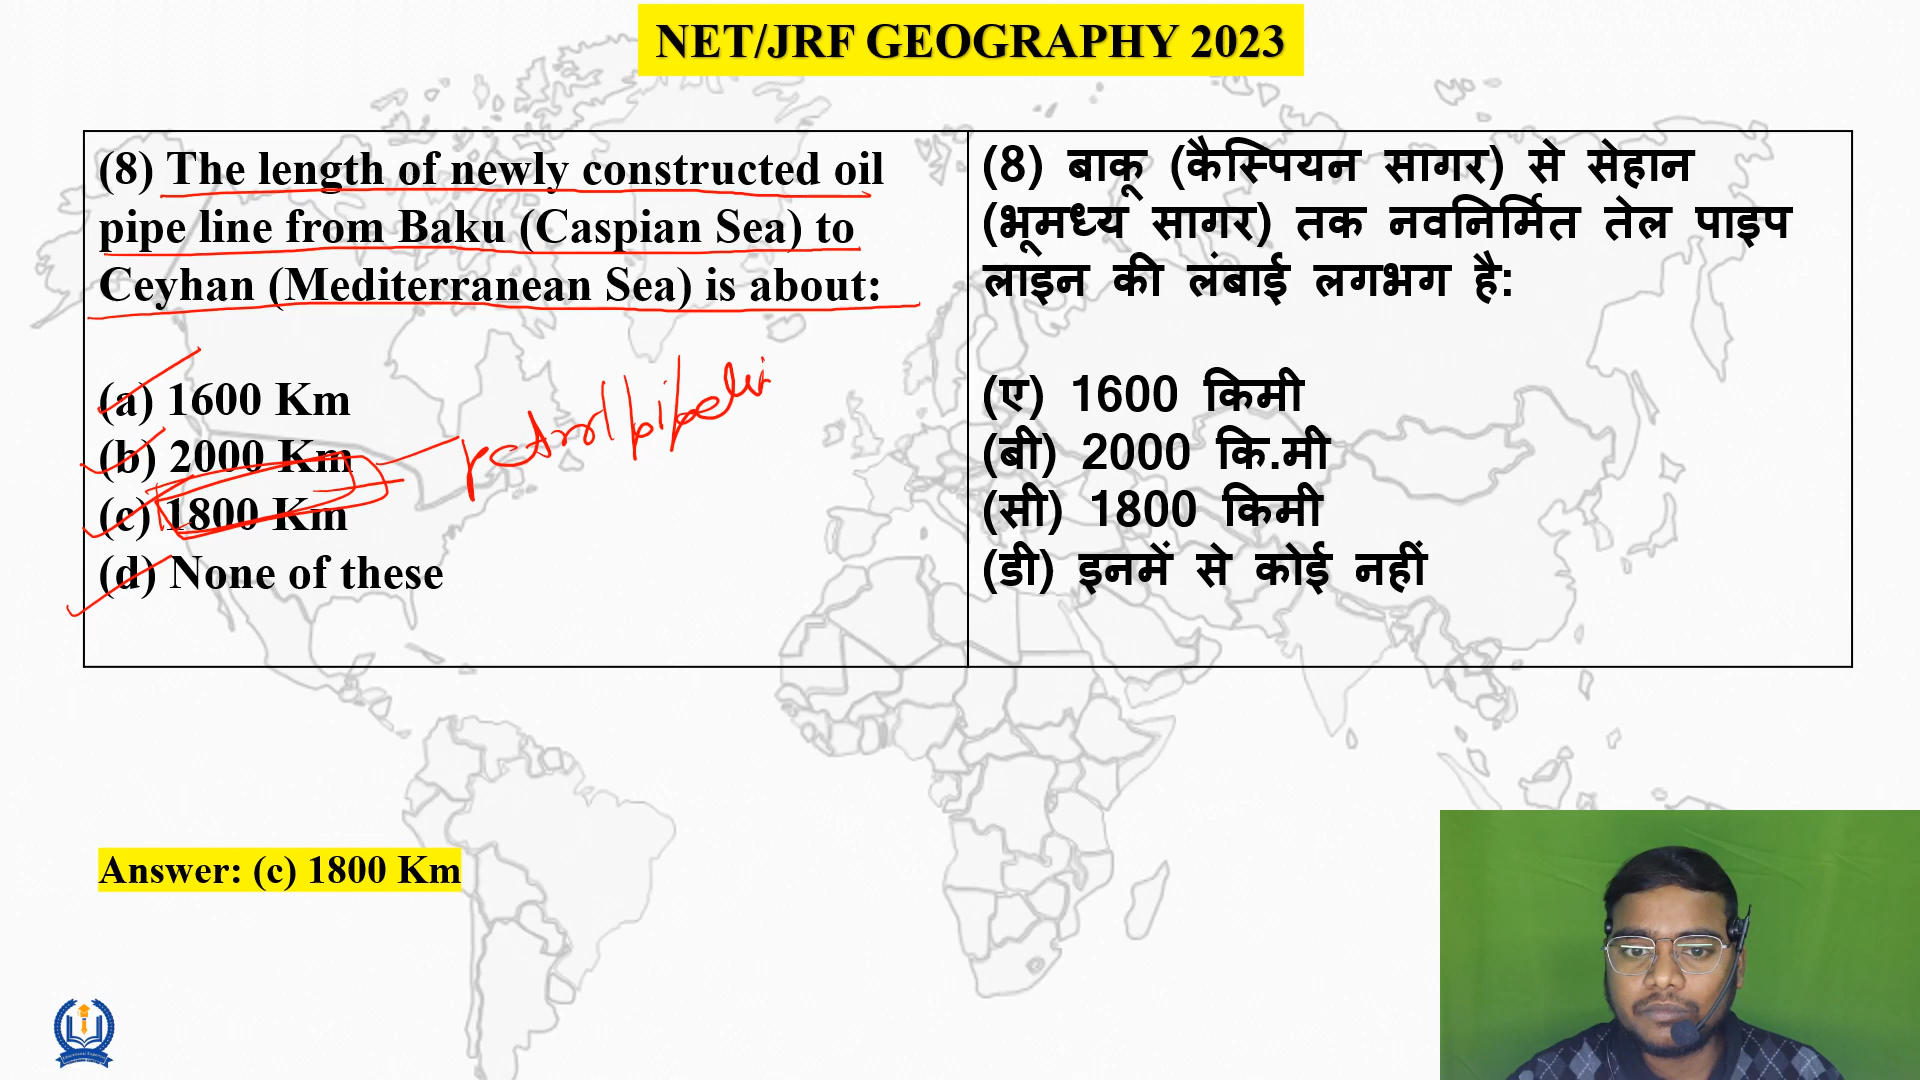 NET/JRF GEOGRAPHY 2023
(8) The length of newly constructed oil
pipe line from Baku (Caspian Sea) to
Ceyhan (Mediterranean Sea) is about:
(a) 1600 Km
(b) 2000 Km
(c) 1800 Km
(d) None of these
(8) बाकू (कैस्पियन सागर) से सेहान
(भूमध्य सागर) तक नवनिर्मित तेल पाइप
लाइन की लंबाई लगभग है:
(ए) 1600 किमी
(बी) 2000 कि.मी
(सी) 1800 किमी
(डी) इनमें से कोई नहीं
Answer: (c) 1800 Km